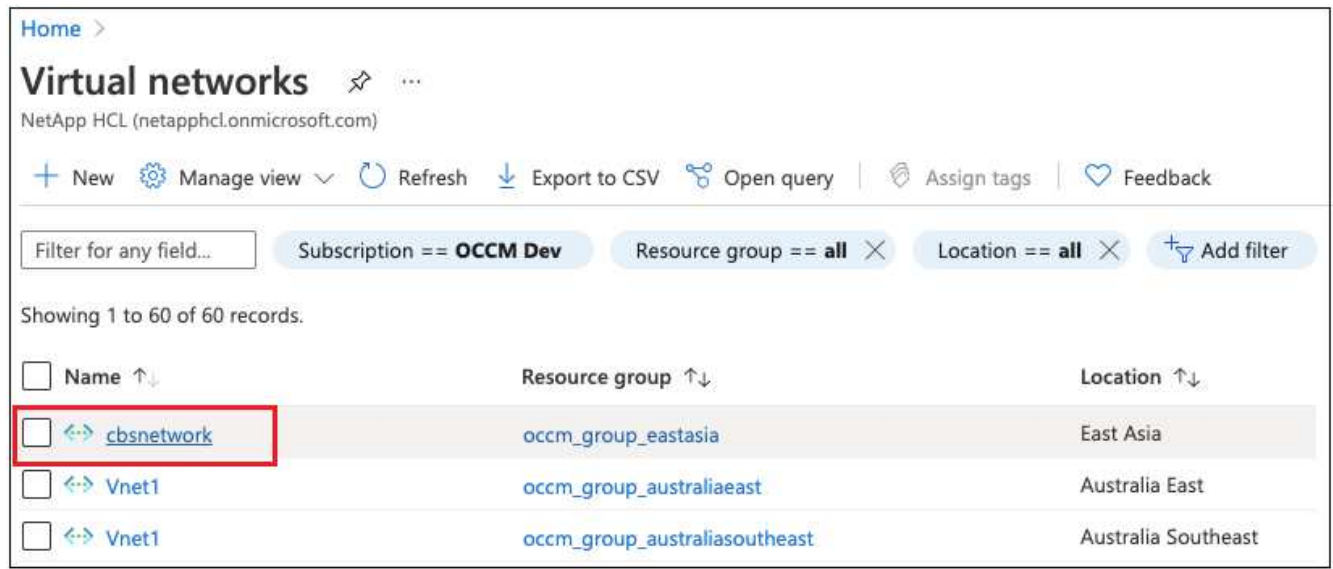 Home >
Virtual networks ...
NetApp HCL (netapphcl.onmicrosoft.com)
+ New Manage view Refresh Export to CSV Open query Assign tags Feedback
Filter for any field... Subscription == OCCM Dev Resource group == all × Location == all × Add filter
Showing 1 to 60 of 60 records.
Name ↑↓ Resource group ↑↓ Location ↑↓
cbsnetwork occm_group_eastasia East Asia
Vnet1 occm_group_australiaeast Australia East
Vnet1 occm_group_australiasoutheast Australia Southeast